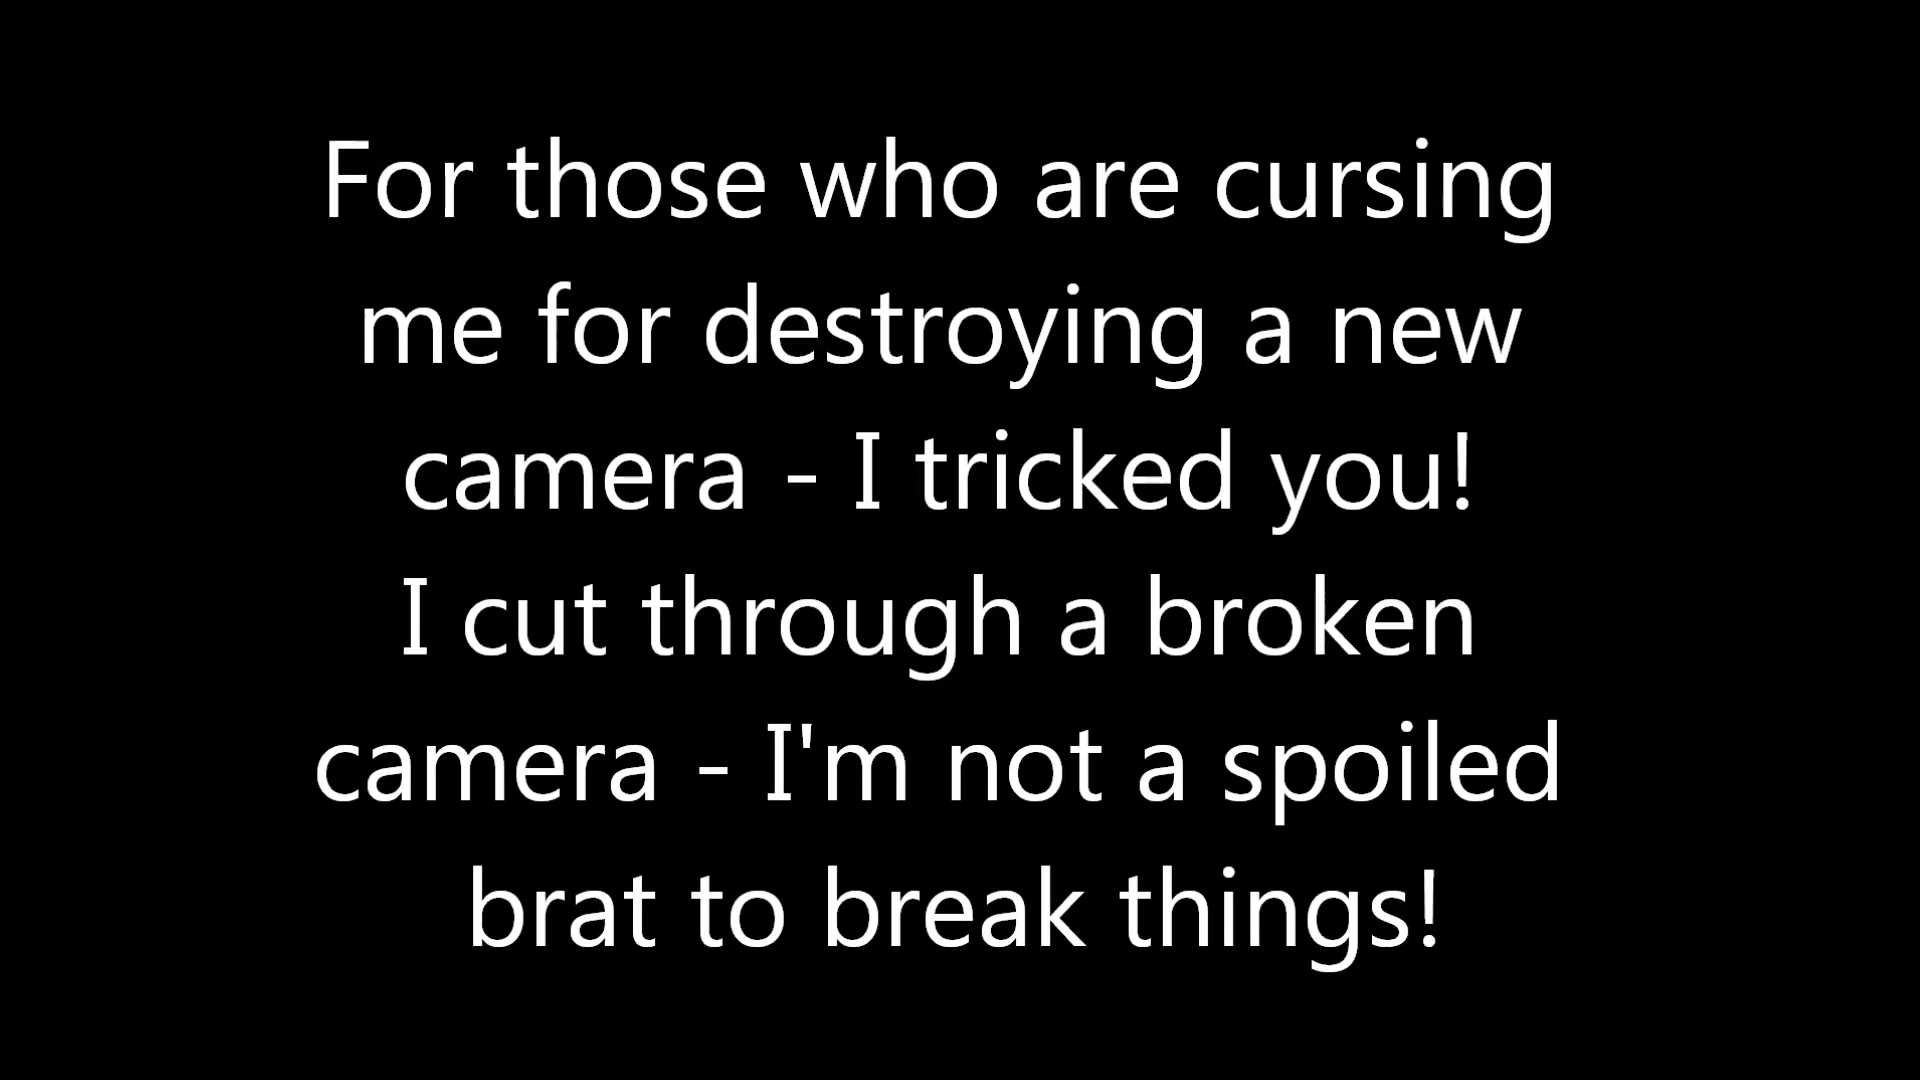 For those who are cursing
me for destroying a new
camera - I tricked you!
I cut through a broken
camera - I'm not a spoiled
brat to break things!